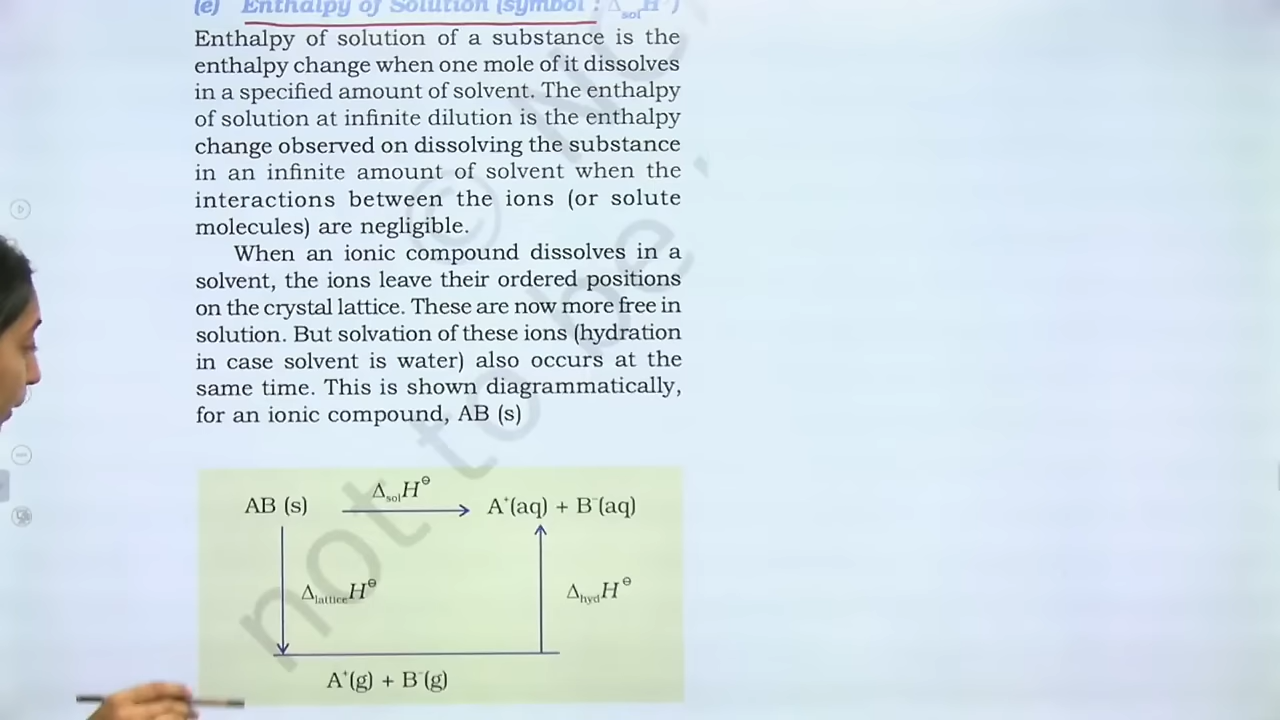 (e) Enthalpy of Solution (symbol : Δsol H⊖)
Enthalpy of solution of a substance is the
enthalpy change when one mole of it dissolves
in a specified amount of solvent. The enthalpy
of solution at infinite dilution is the enthalpy
change observed on dissolving the substance
in an infinite amount of solvent when the
interactions between the ions (or solute
molecules) are negligible.
When an ionic compound dissolves in a
solvent, the ions leave their ordered positions
on the crystal lattice. These are now more free in
solution. But solvation of these ions (hydration
in case solvent is water) also occurs at the
same time. This is shown diagrammatically,
for an ionic compound, AB (s)
ΔsolH⊖
AB (s) A⁺(aq) + B⁻(aq)
ΔlatticeH⊖ ΔhydH⊖
A⁺(g) + B⁻(g)
©
not to be